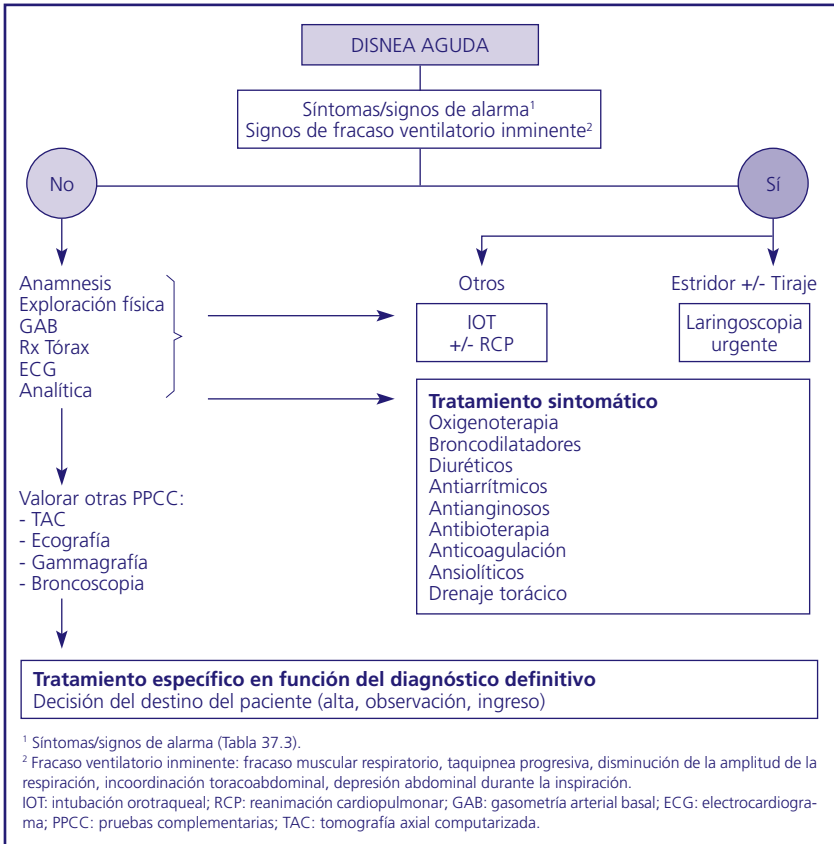 DISNEA AGUDA
Síntomas/signos de alarma¹
Signos de fracaso ventilatorio inminente²
No
Sí
Anamnesis
Exploración física
GAB
Rx Tórax
ECG
Analítica
Otros
IOT
+/- RCP
Estridor +/- Tiraje
Laringoscopia
urgente
Tratamiento sintomático
Oxigenoterapia
Broncodilatadores
Diuréticos
Antiarrítmicos
Antianginosos
Antibioterapia
Anticoagulación
Ansiolíticos
Drenaje torácico
Valorar otras PPCC:
- TAC
- Ecografía
- Gammagrafía
- Broncoscopia
Tratamiento específico en función del diagnóstico definitivo
Decisión del destino del paciente (alta, observación, ingreso)
¹ Síntomas/signos de alarma (Tabla 37.3).
² Fracaso ventilatorio inminente: fracaso muscular respiratorio, taquipnea progresiva, disminución de la amplitud de la
respiración, incoordinación toracoabdominal, depresión abdominal durante la inspiración.
IOT: intubación orotraqueal; RCP: reanimación cardiopulmonar; GAB: gasometría arterial basal; ECG: electrocardiogra-
ma; PPCC: pruebas complementarias; TAC: tomografía axial computarizada.